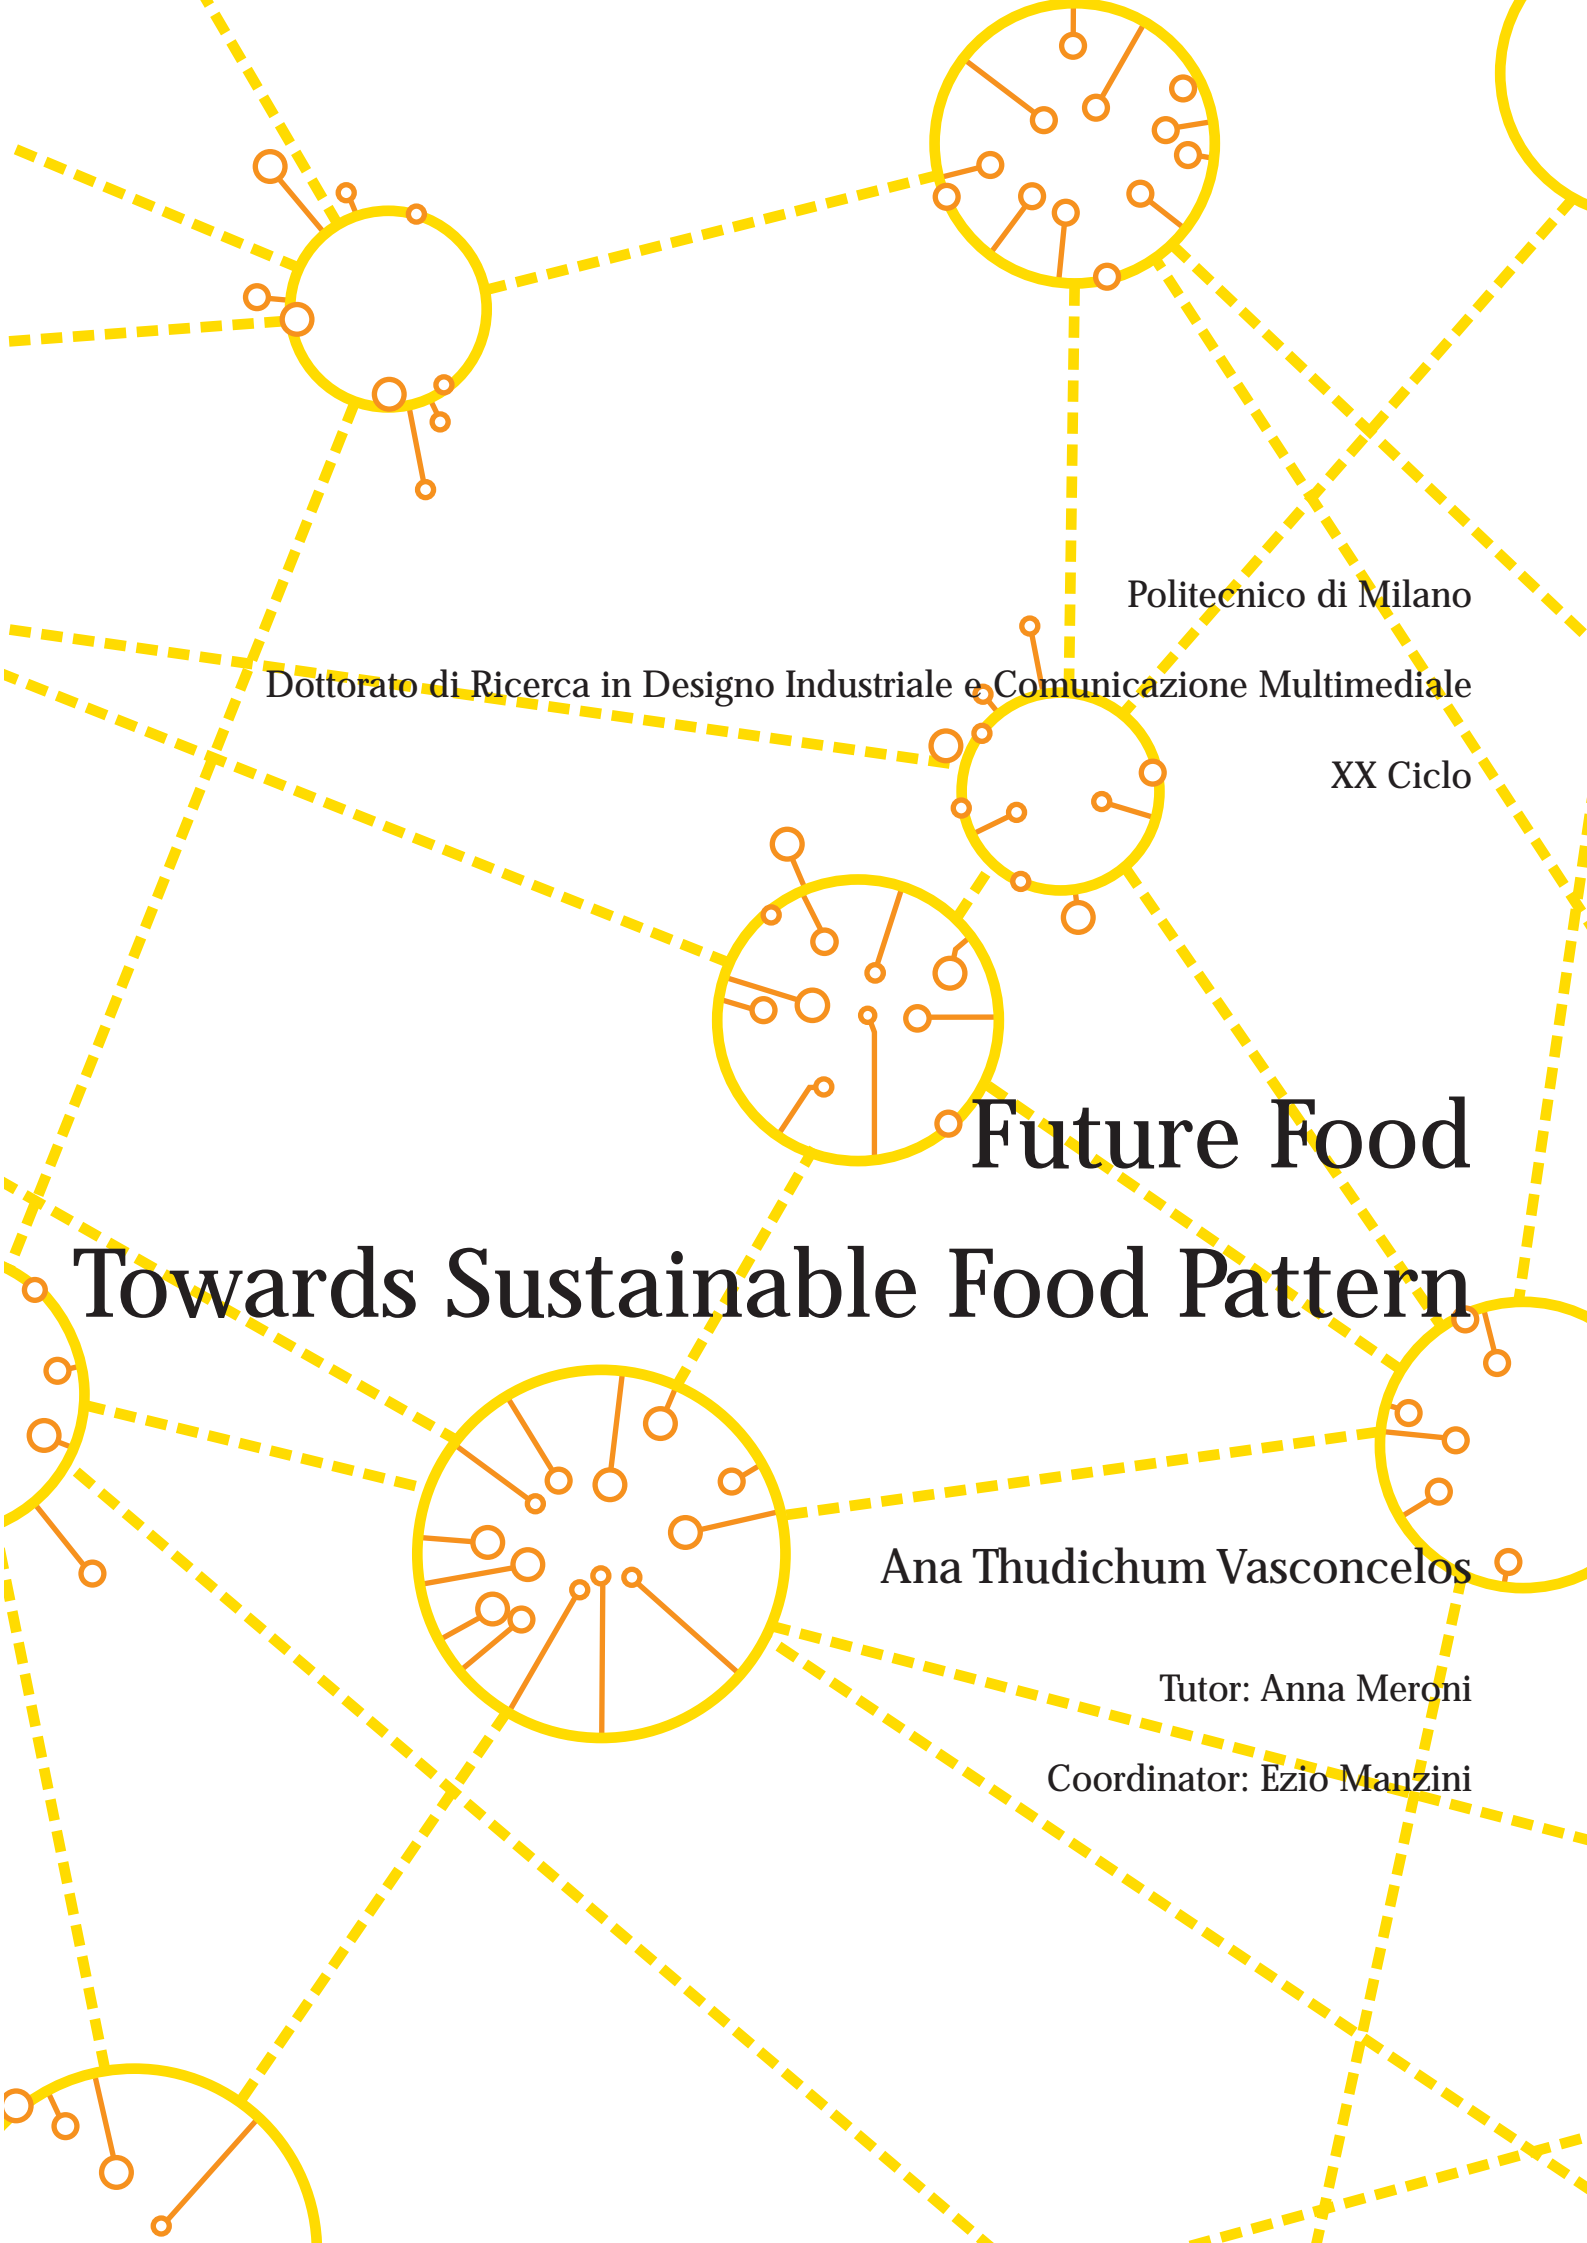 Politecnico di Milano
Dottorato di Ricerca in Designo Industriale e Comunicazione Multimediale
XX Ciclo
Future Food
Towards Sustainable Food Pattern
Ana Thudichum Vasconcelos
Tutor: Anna Meroni
Coordinator: Ezio Manzini